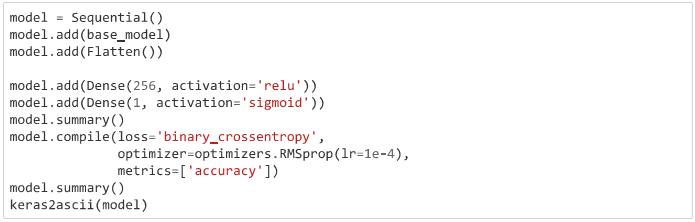 model = Sequential()
model.add(base_model)
model.add(Flatten())
model.add(Dense(256, activation='relu'))
model.add(Dense(1, activation='sigmoid'))
model.summary()
model.compile(loss='binary_crossentropy',
              optimizer=optimizers.RMSprop(lr=1e-4),
              metrics=['accuracy'])
model.summary()
keras2ascii(model)